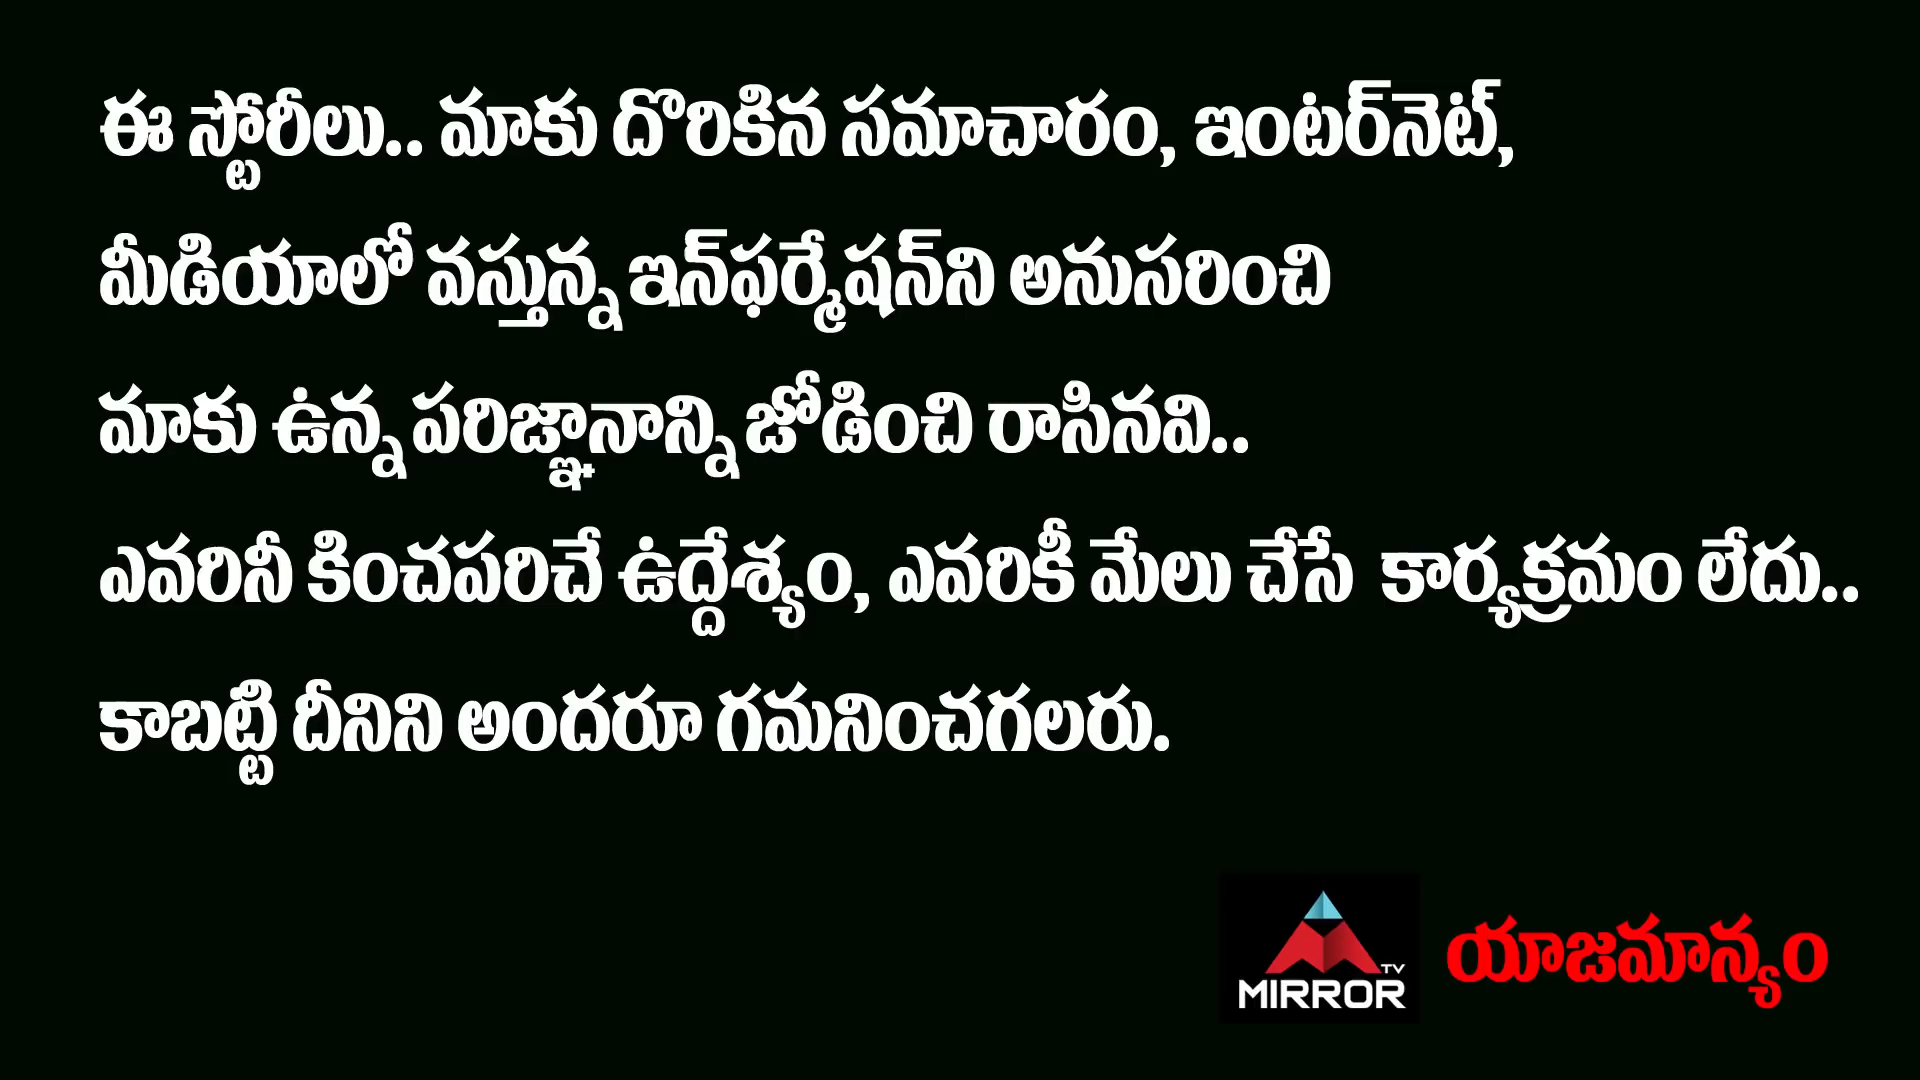 ఈ స్టోరీలు.. మాకు దొరికిన సమాచారం, ఇంటర్‌నెట్,
మీడియాలో వస్తున్న ఇన్‌ఫర్మేషన్‌ని అనుసరించి
మాకు ఉన్న పరిజ్ఞానాన్ని జోడించి రాసినవి..
ఎవరినీ కించపరిచే ఉద్దేశ్యం, ఎవరికీ మేలు చేసే కార్యక్రమం లేదు..
కాబట్టి దీనిని అందరూ గమనించగలరు.
TV
MIRROR
యాజమాన్యం